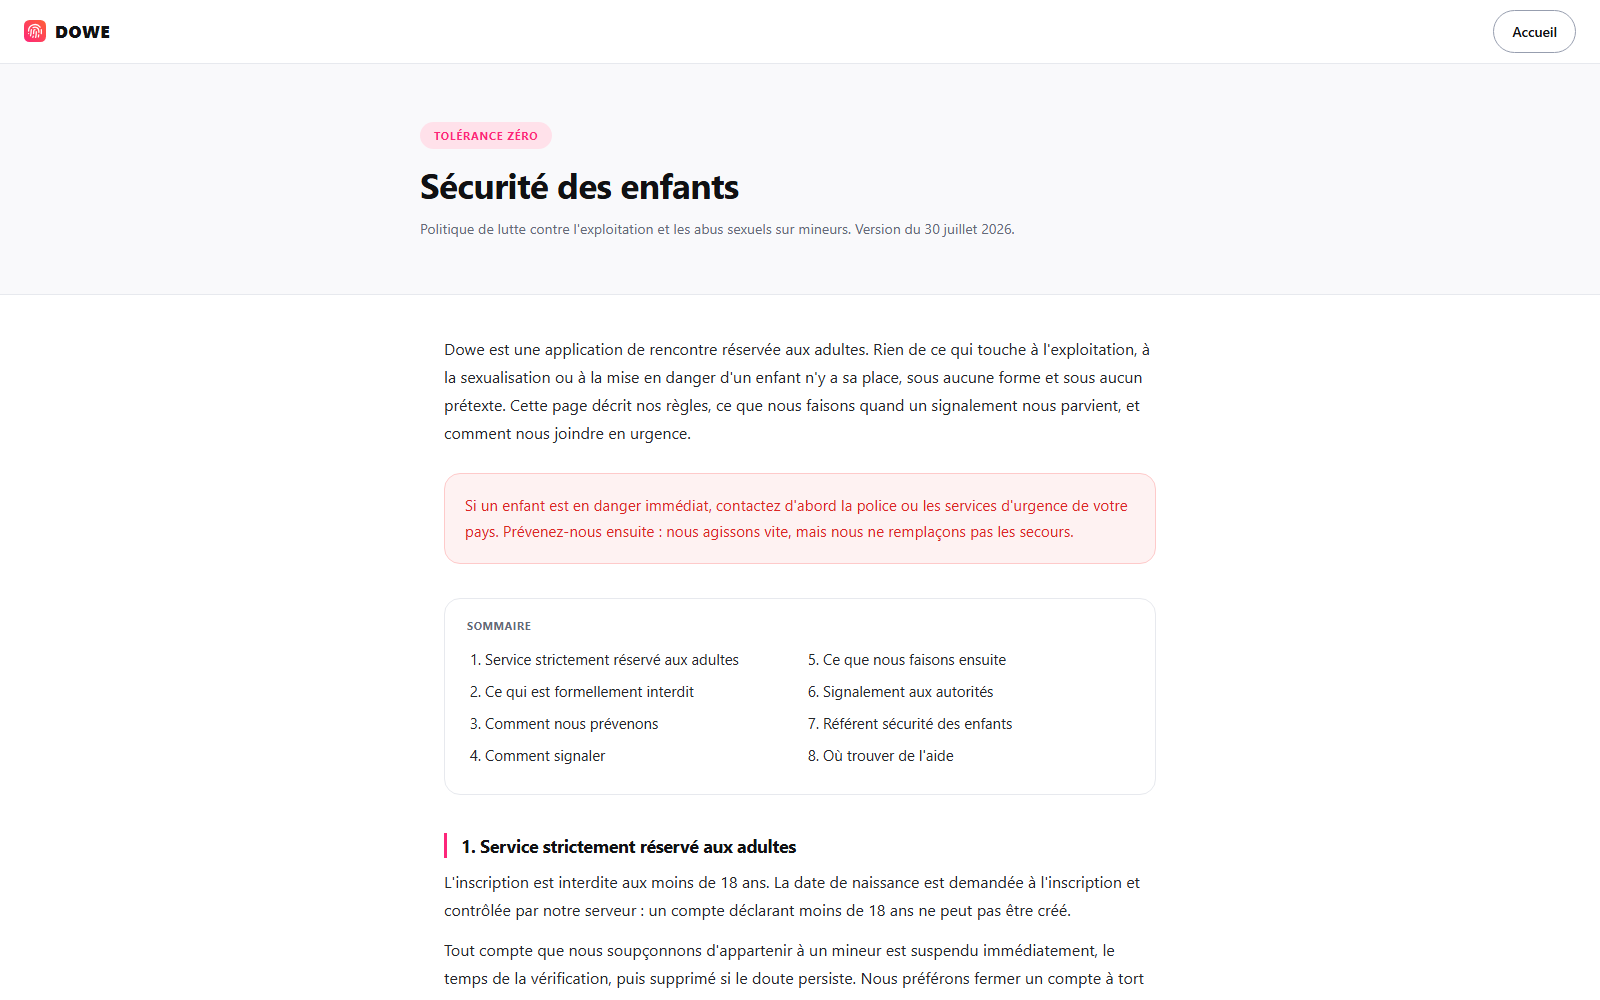 DOWE
Accueil
TOLÉRANCE ZÉRO
Sécurité des enfants
Politique de lutte contre l'exploitation et les abus sexuels sur mineurs. Version du 30 juillet 2026.
Dowe est une application de rencontre réservée aux adultes. Rien de ce qui touche à l'exploitation, à
la sexualisation ou à la mise en danger d'un enfant n'y a sa place, sous aucune forme et sous aucun
prétexte. Cette page décrit nos règles, ce que nous faisons quand un signalement nous parvient, et
comment nous joindre en urgence.
Si un enfant est en danger immédiat, contactez d'abord la police ou les services d'urgence de votre
pays. Prévenez-nous ensuite : nous agissons vite, mais nous ne remplaçons pas les secours.
SOMMAIRE
1. Service strictement réservé aux adultes
2. Ce qui est formellement interdit
3. Comment nous prévenons
4. Comment signaler
5. Ce que nous faisons ensuite
6. Signalement aux autorités
7. Référent sécurité des enfants
8. Où trouver de l'aide
1. Service strictement réservé aux adultes
L'inscription est interdite aux moins de 18 ans. La date de naissance est demandée à l'inscription et
contrôlée par notre serveur : un compte déclarant moins de 18 ans ne peut pas être créé.
Tout compte que nous soupçonnons d'appartenir à un mineur est suspendu immédiatement, le
temps de la vérification, puis supprimé si le doute persiste. Nous préférons fermer un compte à tort